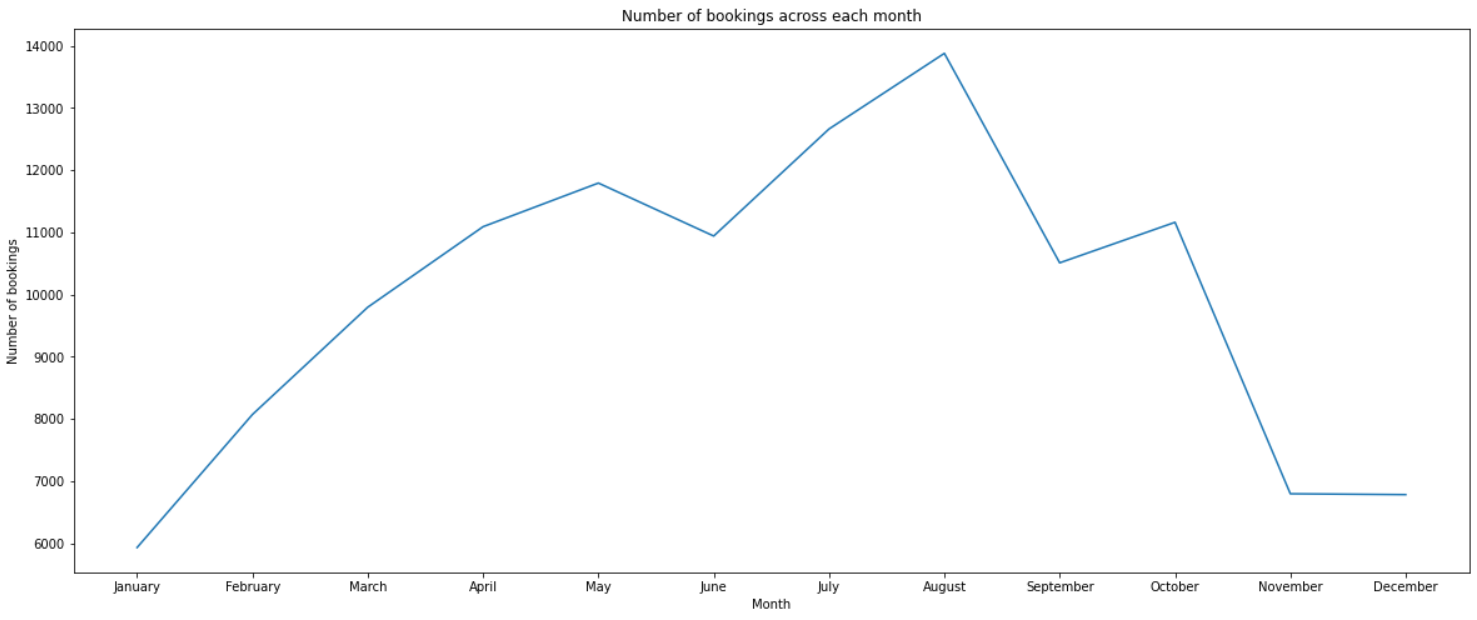 Number of bookings across each month
14000
13000
12000
11000
10000
9000
8000
7000
6000
Number of bookings
January February March April May June July August September October November December
Month